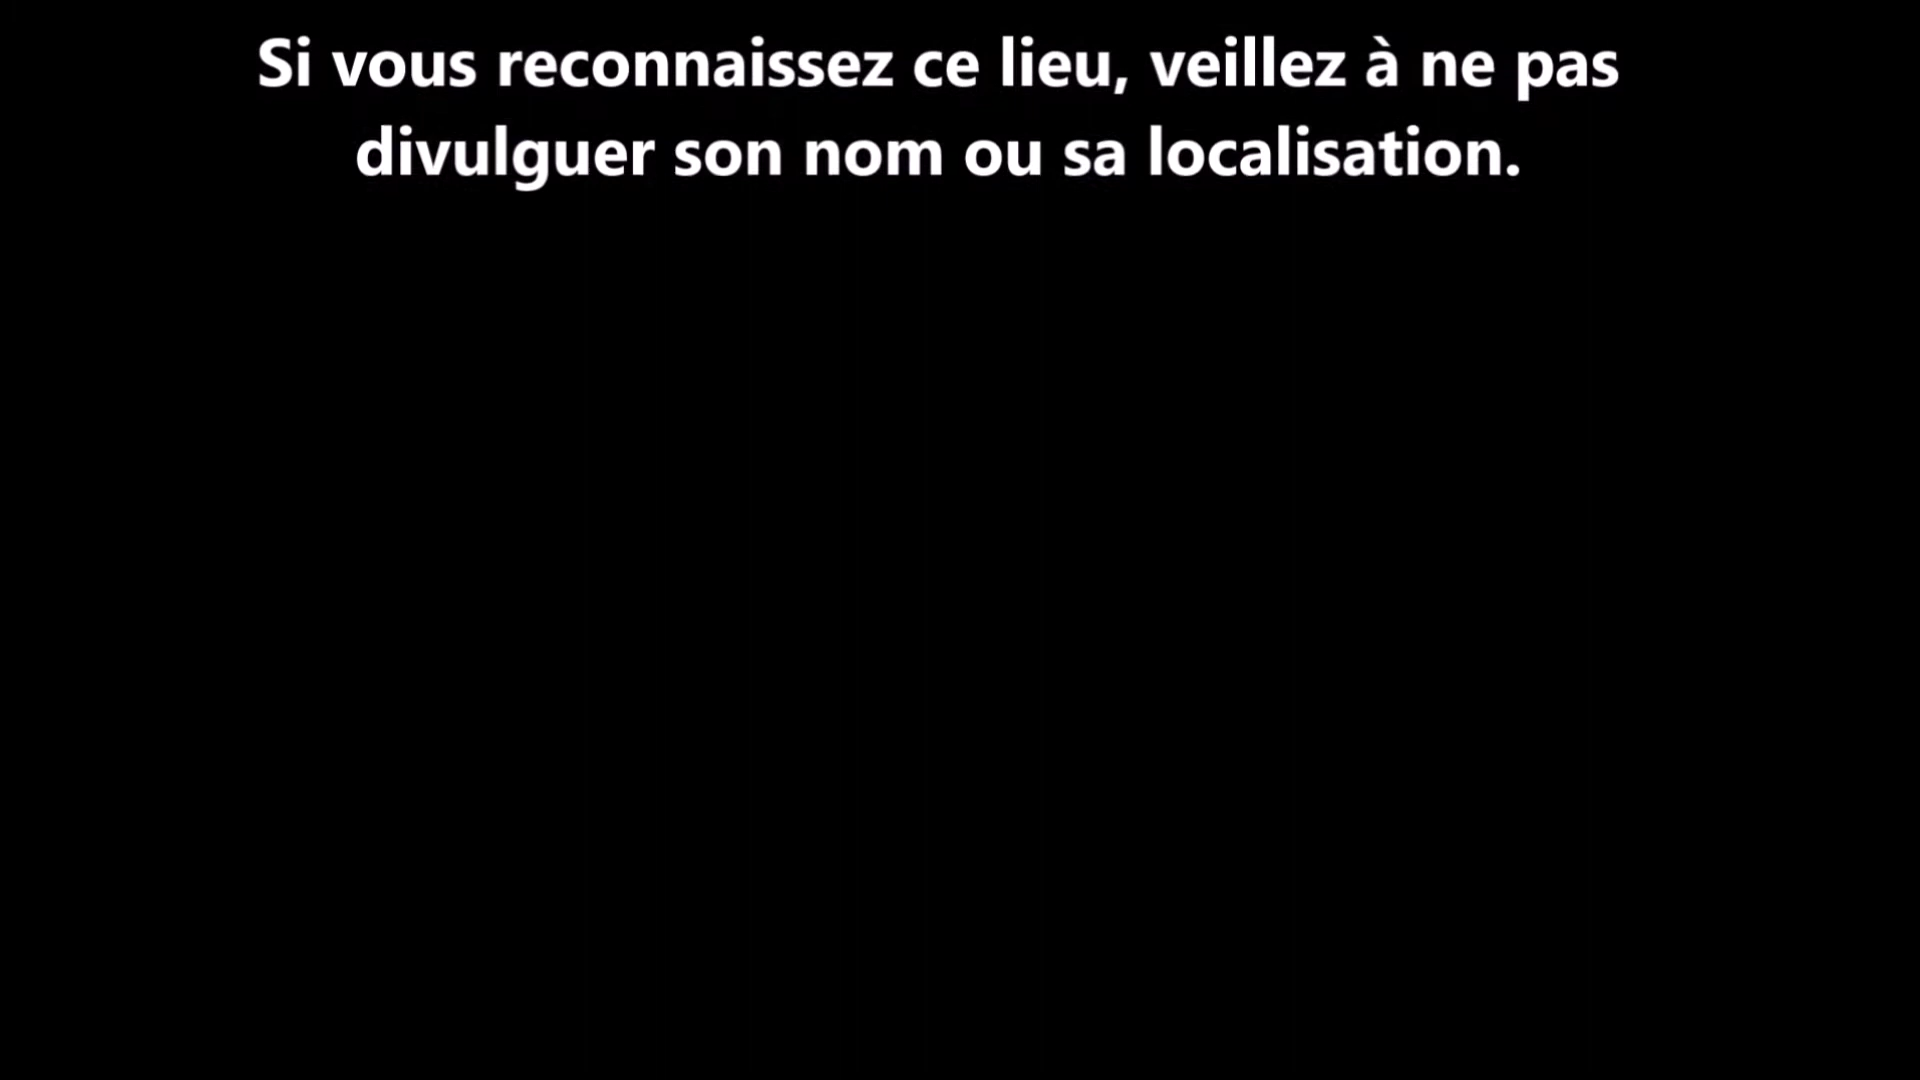 Si vous reconnaissez ce lieu, veillez à ne pas
divulguer son nom ou sa localisation.